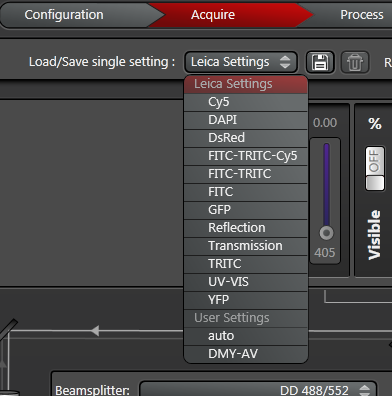 Configuration Acquire Process
Load/Save single setting : Leica Settings R
Leica Settings
Cy5
DAPI
DsRed
FITC-TRITC-Cy5
FITC-TRITC
FITC
GFP
Reflection
Transmission
TRITC
UV-VIS
YFP
User Settings
auto
DMY-AV
0.00
405
%
OFF
Visible
Beamsplitter: DD 488/552